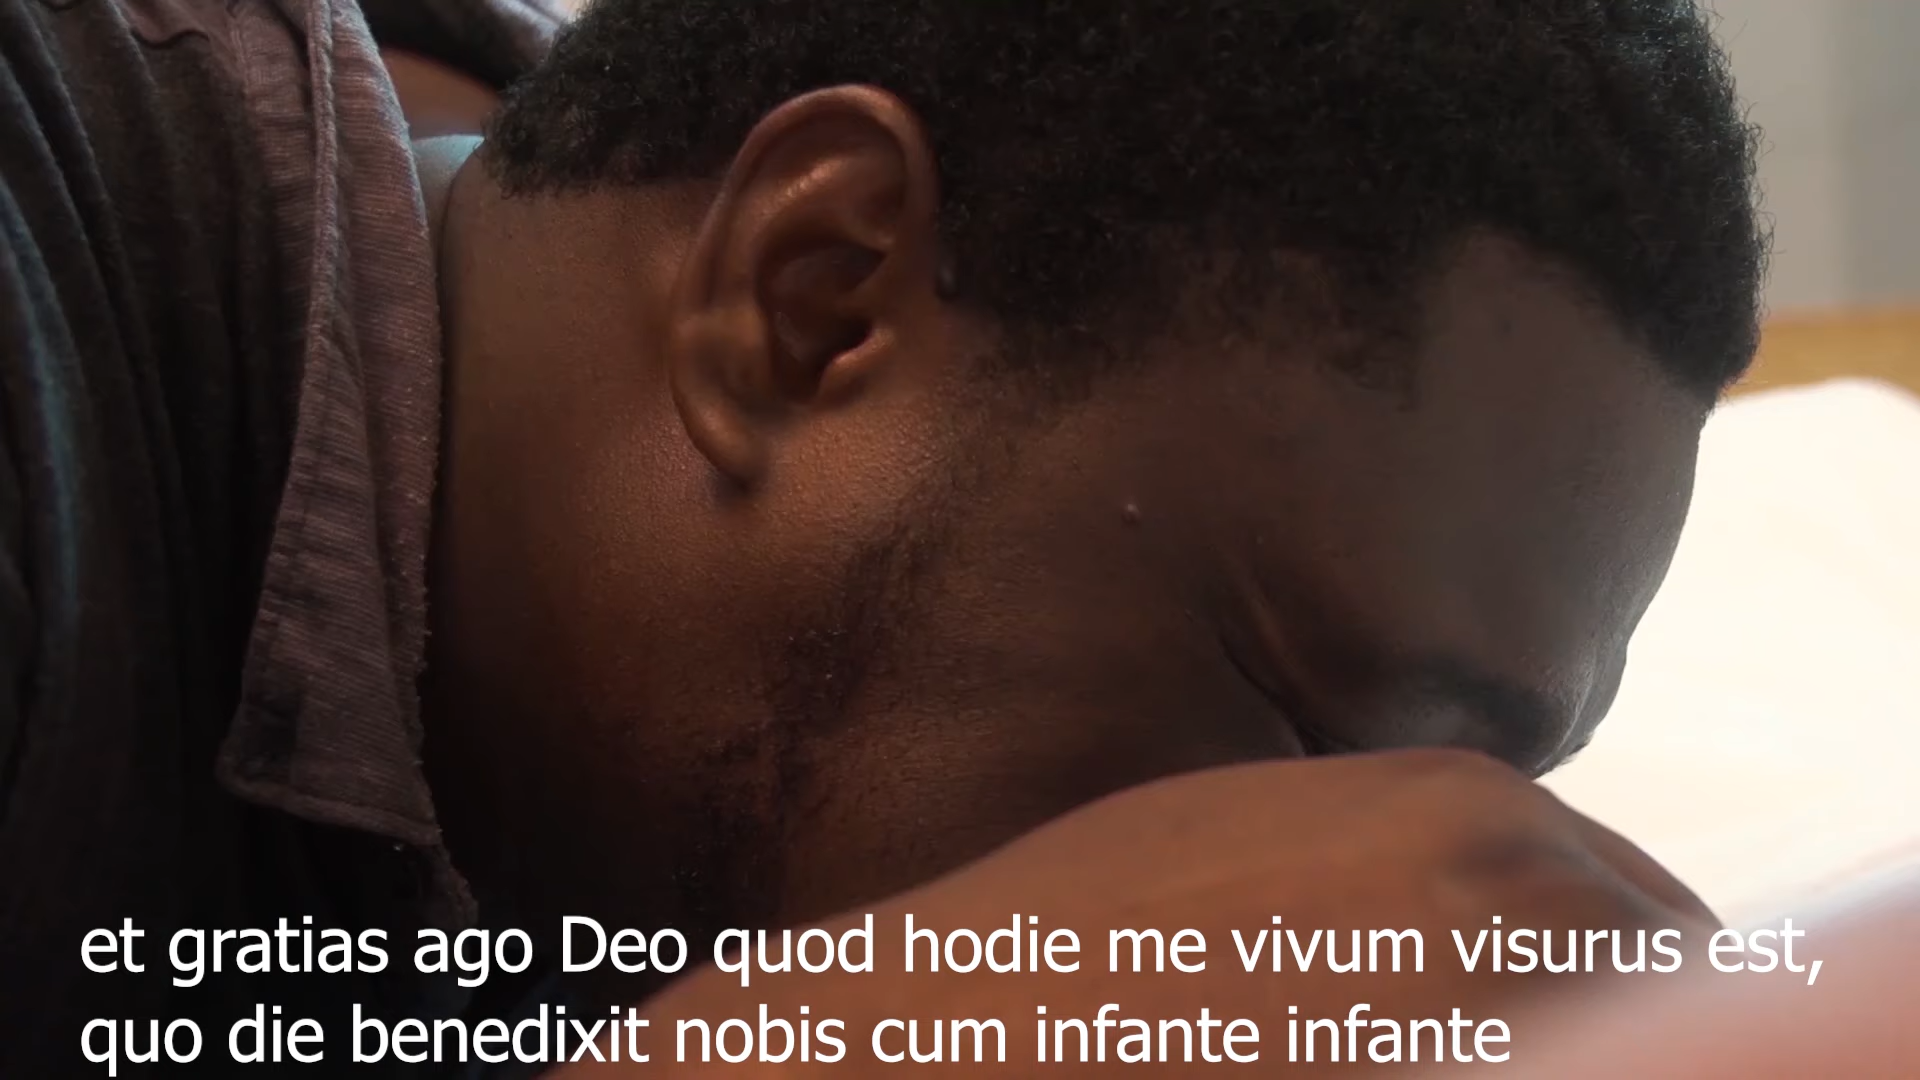 et gratias ago Deo quod hodie me vivum visurus est,
quo die benedixit nobis cum infante infante